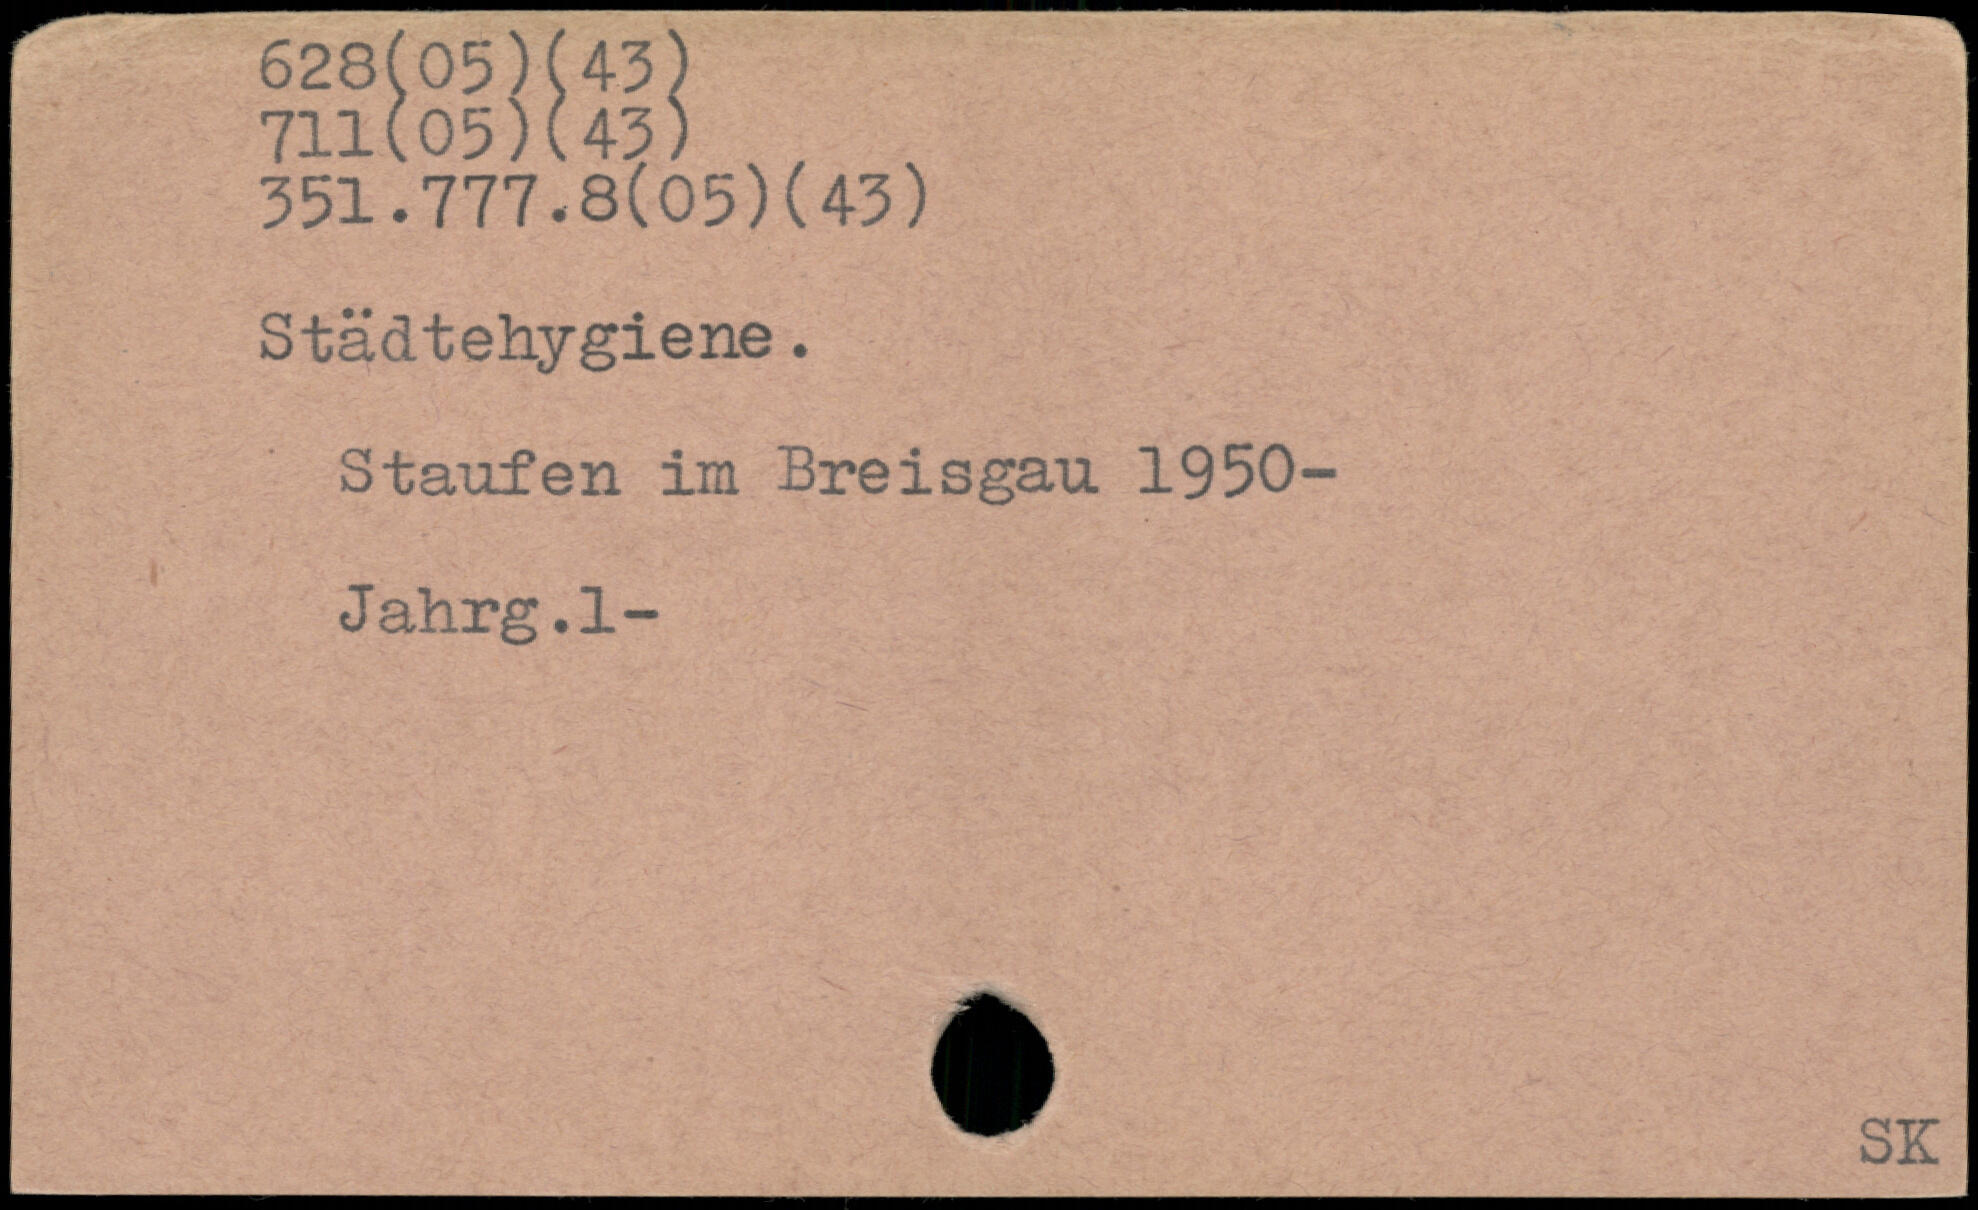 628(05)(43)
711(05)(43)
351.777.8(05)(43)
Städtehygiene.
Staufen im Breisgau 1950-
Jahrg.1-
SK